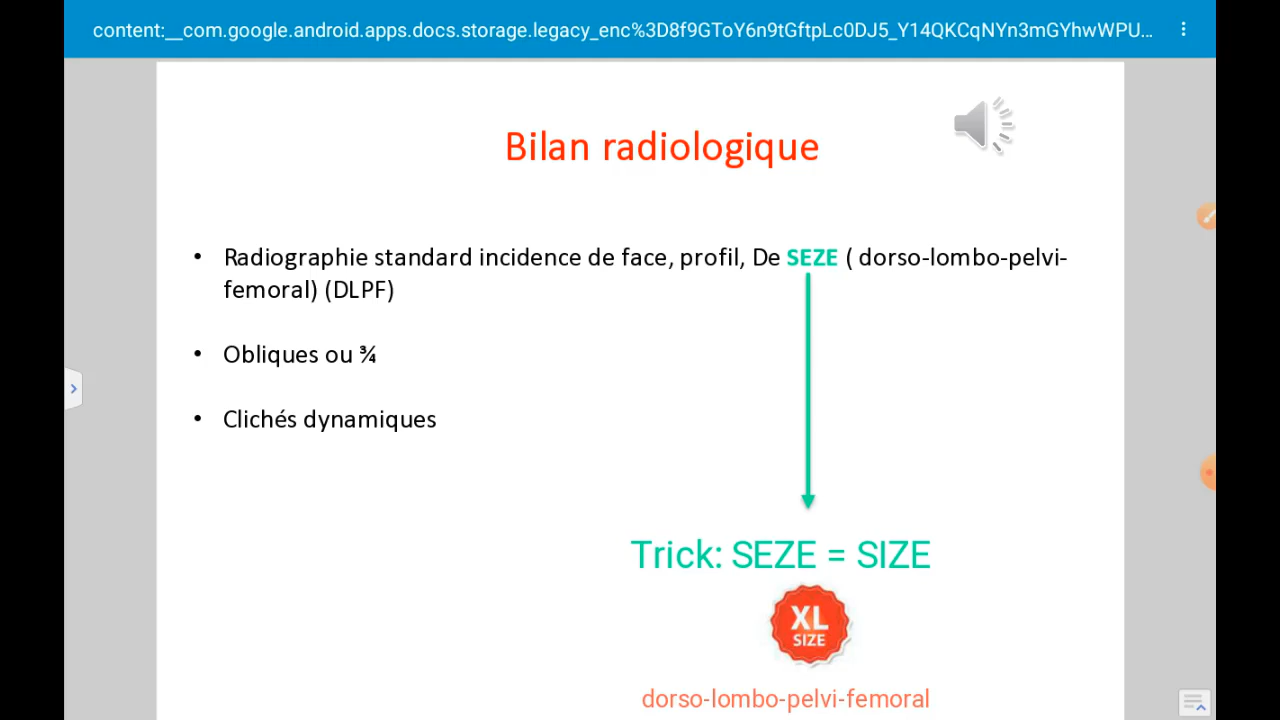 content:__com.google.android.apps.docs.storage.legacy_enc%3D8f9GToY6n9tGftpLc0DJ5_Y14QKCqNYn3mGYhwWPU...
Bilan radiologique
• Radiographie standard incidence de face, profil, De SEZE ( dorso-lombo-pelvi-
femoral) (DLPF)
• Obliques ou ¾
• Clichés dynamiques
Trick: SEZE = SIZE
XL
SIZE
dorso-lombo-pelvi-femoral